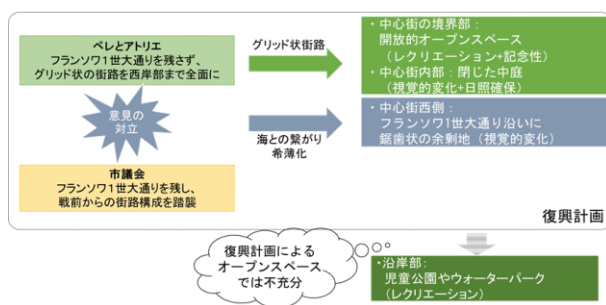 ペレとアトリエ
フランソワ1世大通りを残さず、
グリッド状の街路を西岸部まで全面に
意見の
対立
市議会
フランソワ1世大通りを残し、
戦前からの街路構成を踏襲
グリッド状街路
海との繋がり
希薄化
・中心街の境界部：
開放的オープンスペース
（レクリエーション+記念性）
・中心街内部：閉じた中庭
（視覚的変化+日照確保）
・中心街西側：
フランソワ1世大通り沿いに
鋸歯状の余剰地（視覚的変化）
復興計画
復興計画による
オープンスペース
では不充分
・沿岸部：
児童公園やウォーターパーク
（レクリエーション）